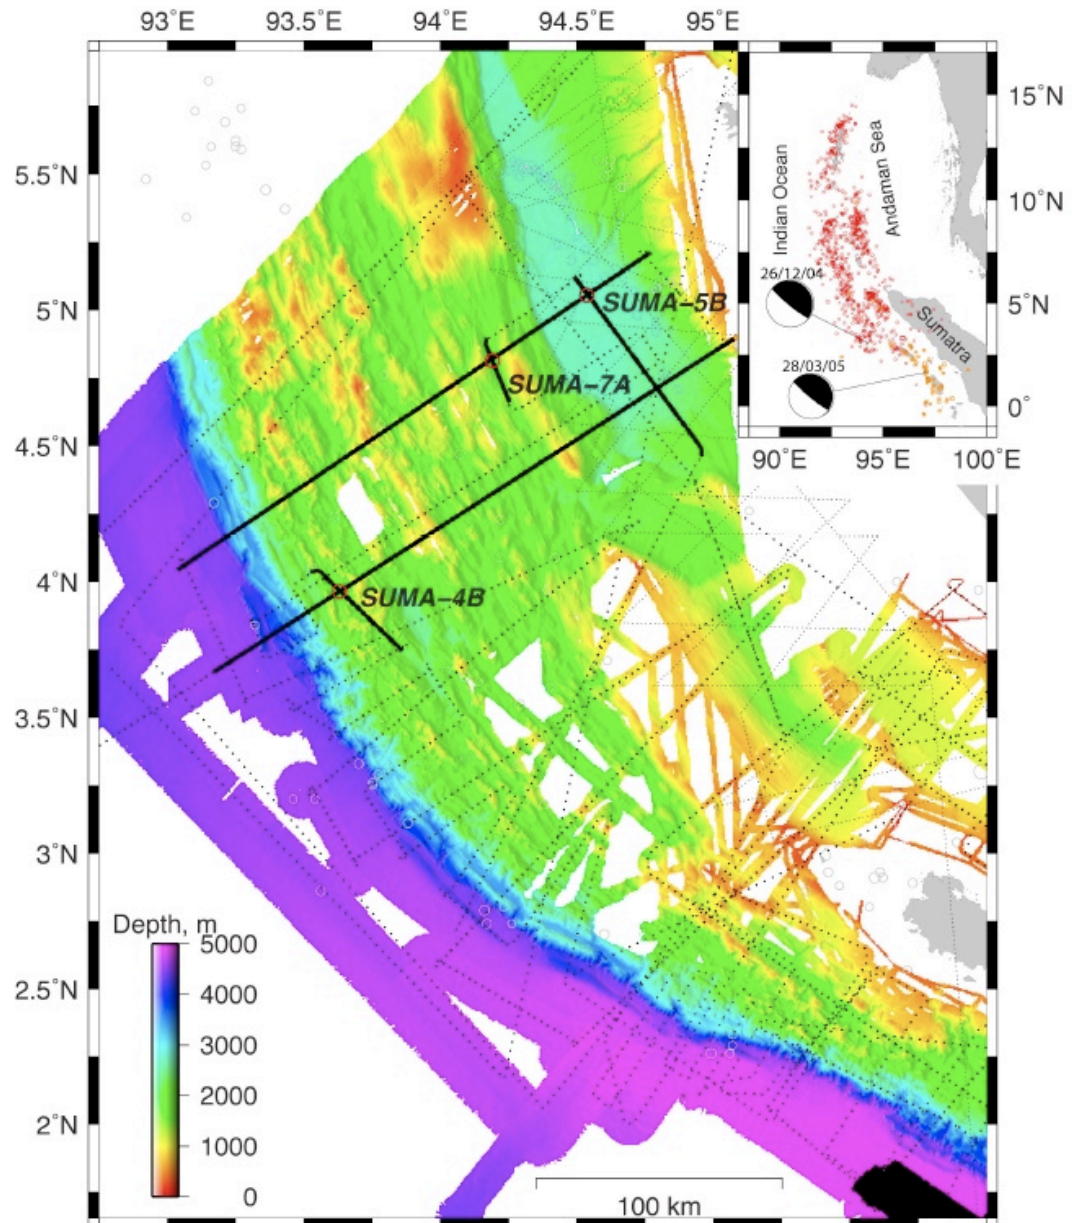 93°E 93.5°E 94°E 94.5°E 95°E
15°N
10°N
5°N
0°
Indian Ocean
Andaman Sea
26/12/04
Sumatra
28/03/05
90°E 95°E 100°E
5.5°N
5°N
4.5°N
4°N
3.5°N
3°N
2.5°N
2°N
SUMA–5B
SUMA–7A
SUMA–4B
Depth, m
5000
4000
3000
2000
1000
0
100 km